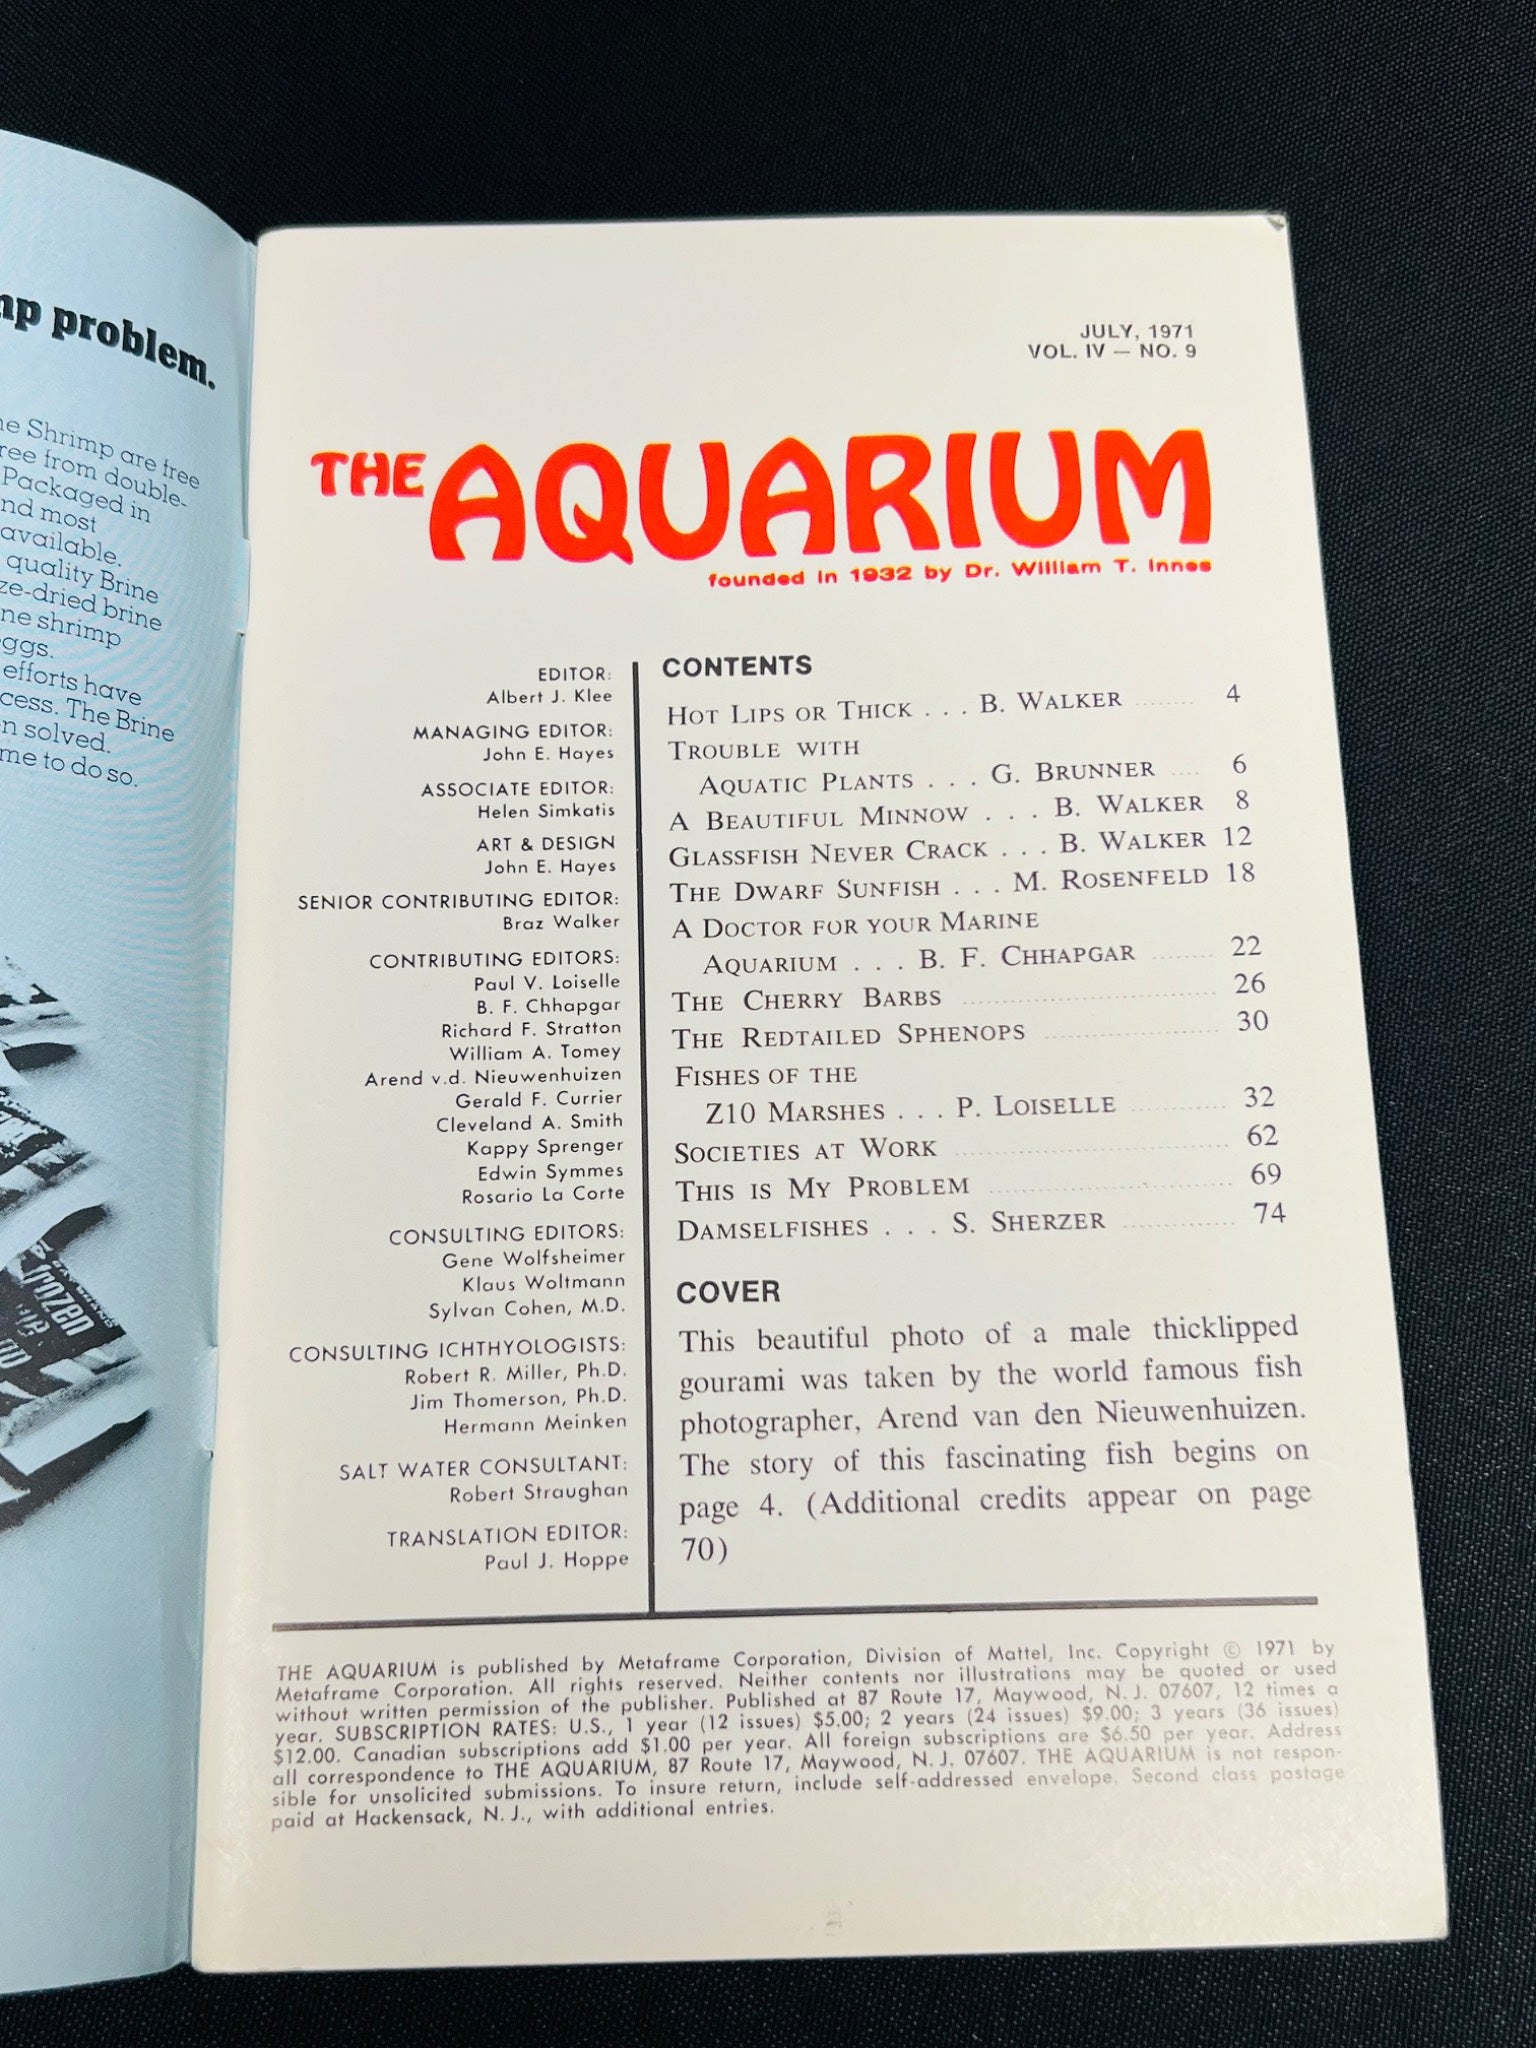 mp problem.
Shrimp are free
from double-
Packaged in
most
available.
quality Brine
brine
shrimp
efforts have
The Brine
solved.
to do so.
frozen
JULY, 1971
VOL. IV — NO. 9
THE AQUARIUM
founded in 1932 by Dr. William T. Innes
EDITOR:
Albert J. Klee
MANAGING EDITOR:
John E. Hayes
ASSOCIATE EDITOR:
Helen Simkatis
ART & DESIGN
John E. Hayes
SENIOR CONTRIBUTING EDITOR:
Braz Walker
CONTRIBUTING EDITORS:
Paul V. Loiselle
B. F. Chhapgar
Richard F. Stratton
William A. Tomey
Arend v.d. Nieuwenhuizen
Gerald F. Currier
Cleveland A. Smith
Kappy Sprenger
Edwin Symmes
Rosario La Corte
CONSULTING EDITORS:
Gene Wolfsheimer
Klaus Woltmann
Sylvan Cohen, M.D.
CONSULTING ICHTHYOLOGISTS:
Robert R. Miller, Ph.D.
Jim Thomerson, Ph.D.
Hermann Meinken
SALT WATER CONSULTANT:
Robert Straughan
TRANSLATION EDITOR:
Paul J. Hoppe
CONTENTS
HOT LIPS OR THICK . . . B. WALKER ........ 4
TROUBLE WITH
AQUATIC PLANTS . . . G. BRUNNER .... 6
A BEAUTIFUL MINNOW . . . B. WALKER 8
GLASSFISH NEVER CRACK . . . B. WALKER 12
THE DWARF SUNFISH . . . M. ROSENFELD 18
A DOCTOR FOR YOUR MARINE
AQUARIUM . . . B. F. CHHAPGAR ........ 22
THE CHERRY BARBS ........ 26
THE REDTAILED SPHENOPS ........ 30
FISHES OF THE
Z10 MARSHES . . . P. LOISELLE ........ 32
SOCIETIES AT WORK ........ 62
THIS IS MY PROBLEM ........ 69
DAMSELFISHES . . . S. SHERZER ........ 74
COVER
This beautiful photo of a male thicklipped
gourami was taken by the world famous fish
photographer, Arend van den Nieuwenhuizen.
The story of this fascinating fish begins on
page 4. (Additional credits appear on page
70)
THE AQUARIUM is published by Metaframe Corporation, Division of Mattel, Inc. Copyright © 1971 by
Metaframe Corporation. All rights reserved. Neither contents nor illustrations may be quoted or used
without written permission of the publisher. Published at 87 Route 17, Maywood, N. J. 07607, 12 times a
year. SUBSCRIPTION RATES: U.S., 1 year (12 issues) $5.00; 2 years (24 issues) $9.00; 3 years (36 issues)
$12.00. Canadian subscriptions add $1.00 per year. All foreign subscriptions are $6.50 per year. Address
all correspondence to THE AQUARIUM, 87 Route 17, Maywood, N. J. 07607. THE AQUARIUM is not respon-
sible for unsolicited submissions. To insure return, include self-addressed envelope. Second class postage
paid at Hackensack, N. J., with additional entries.